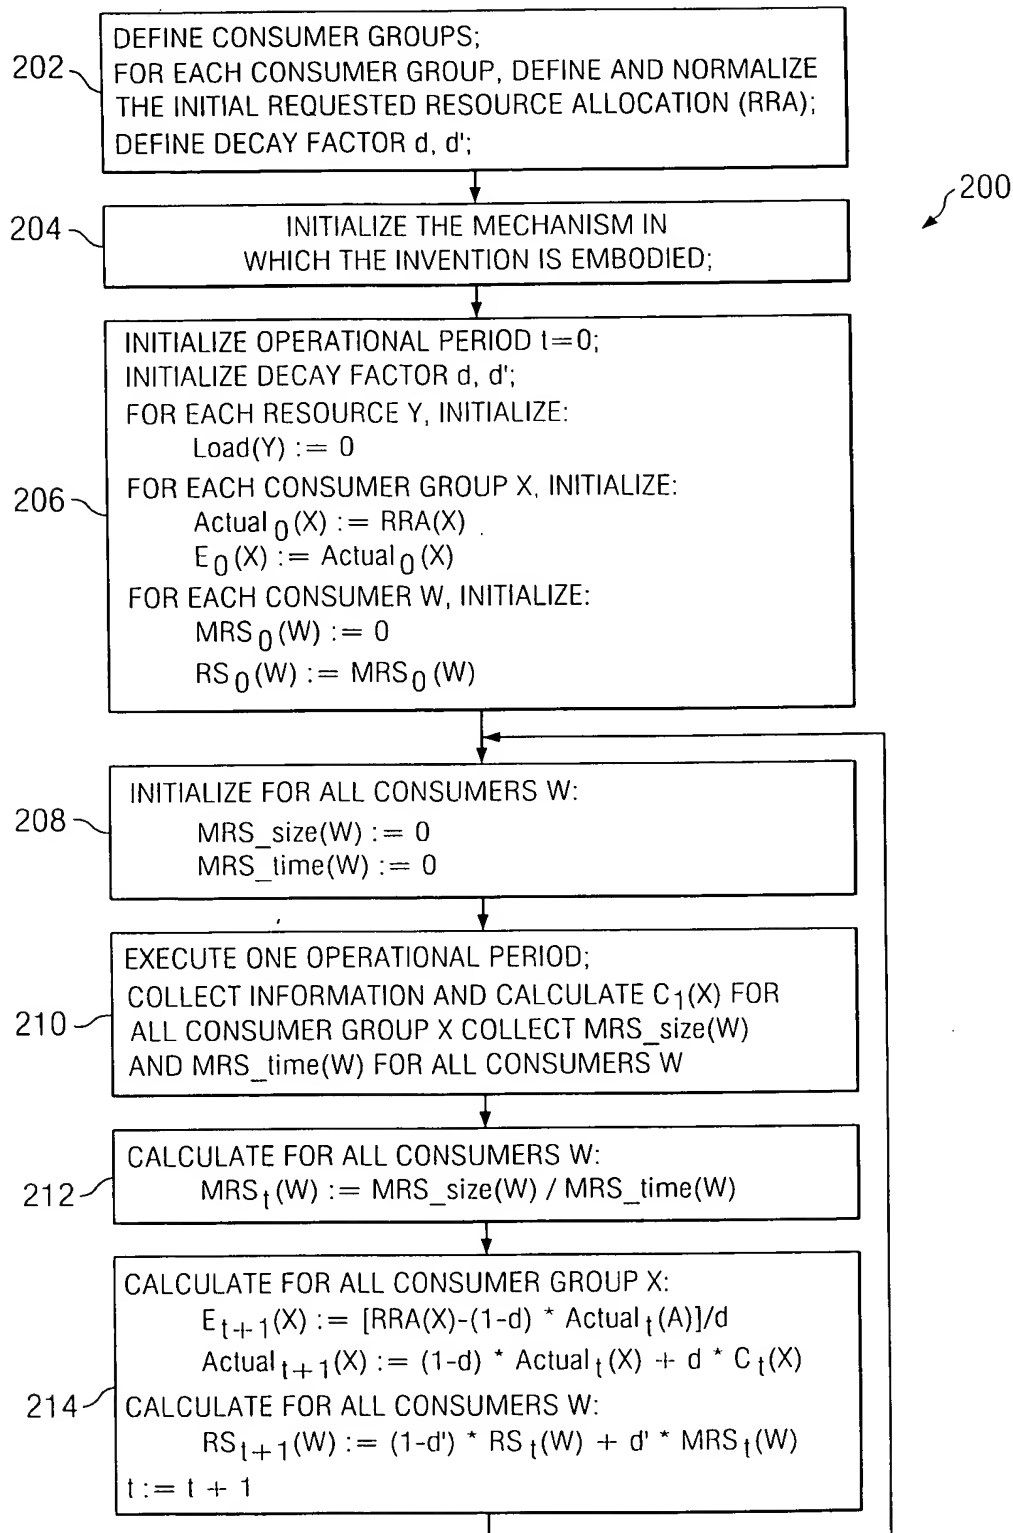 DEFINE CONSUMER GROUPS;
202
FOR EACH CONSUMER GROUP, DEFINE AND NORMALIZE
THE INITIAL REQUESTED RESOURCE ALLOCATION (RRA);
DEFINE DECAY FACTOR d, d';
200
204
INITIALIZE THE MECHANISM IN
WHICH THE INVENTION IS EMBODIED;
INITIALIZE OPERATIONAL PERIOD t=0;
INITIALIZE DECAY FACTOR d, d';
FOR EACH RESOURCE Y, INITIALIZE:
Load(Y) := 0
206
FOR EACH CONSUMER GROUP X, INITIALIZE:
Actual0(X) := RRA(X)
E0(X) := Actual0(X)
FOR EACH CONSUMER W, INITIALIZE:
MRS0(W) := 0
RS0(W) := MRS0(W)
208
INITIALIZE FOR ALL CONSUMERS W:
MRS_size(W) := 0
MRS_time(W) := 0
EXECUTE ONE OPERATIONAL PERIOD;
210
COLLECT INFORMATION AND CALCULATE C1(X) FOR
ALL CONSUMER GROUP X COLLECT MRS_size(W)
AND MRS_time(W) FOR ALL CONSUMERS W
212
CALCULATE FOR ALL CONSUMERS W:
MRSt(W) := MRS_size(W) / MRS_time(W)
CALCULATE FOR ALL CONSUMER GROUP X:
Et+1(X) := [RRA(X)-(1-d) * Actualt(A)]/d
Actualt+1(X) := (1-d) * Actualt(X) + d * Ct(X)
214
CALCULATE FOR ALL CONSUMERS W:
RSt+1(W) := (1-d') * RSt(W) + d' * MRSt(W)
t := t + 1